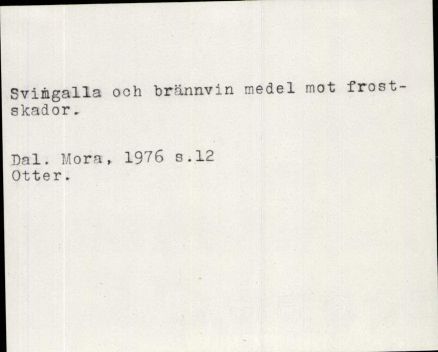 Svingalla och brännvin medel mot frost-
skador.
Dal. Mora, 1976 s.12
Otter.